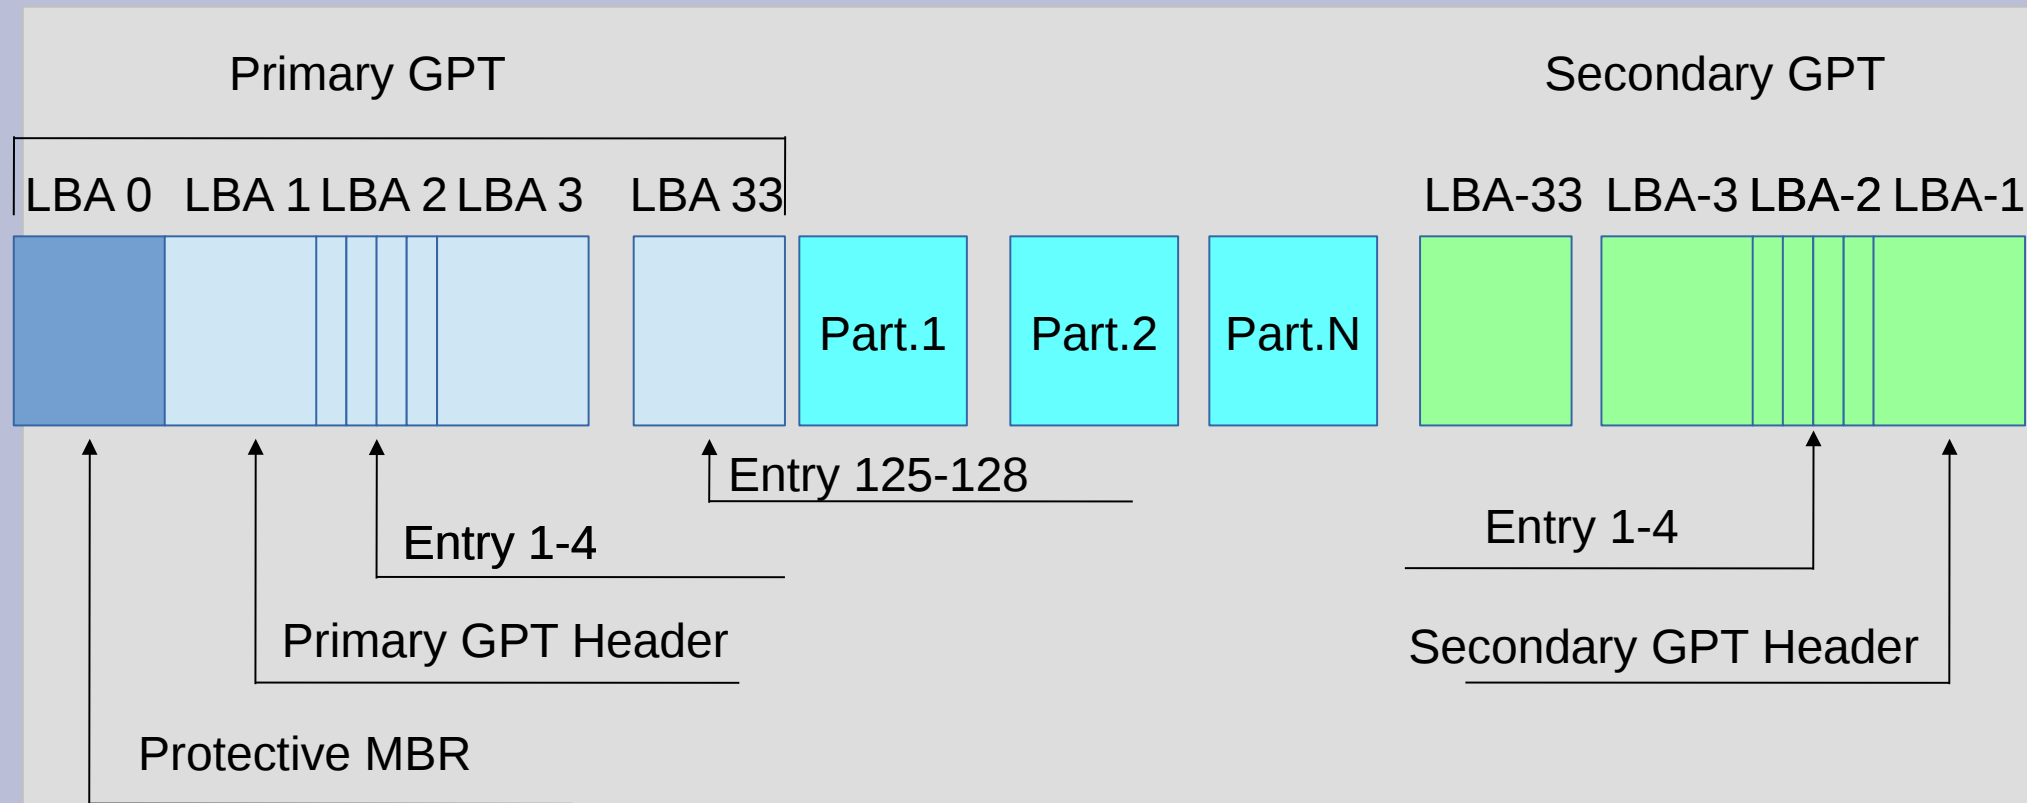 Primary GPT
Secondary GPT
LBA 0
LBA 1
LBA 2
LBA 3
LBA 33
LBA-33
LBA-3
LBA-2
LBA-1
Part.1
Part.2
Part.N
Entry 125-128
Entry 1-4
Entry 1-4
Primary GPT Header
Secondary GPT Header
Protective MBR